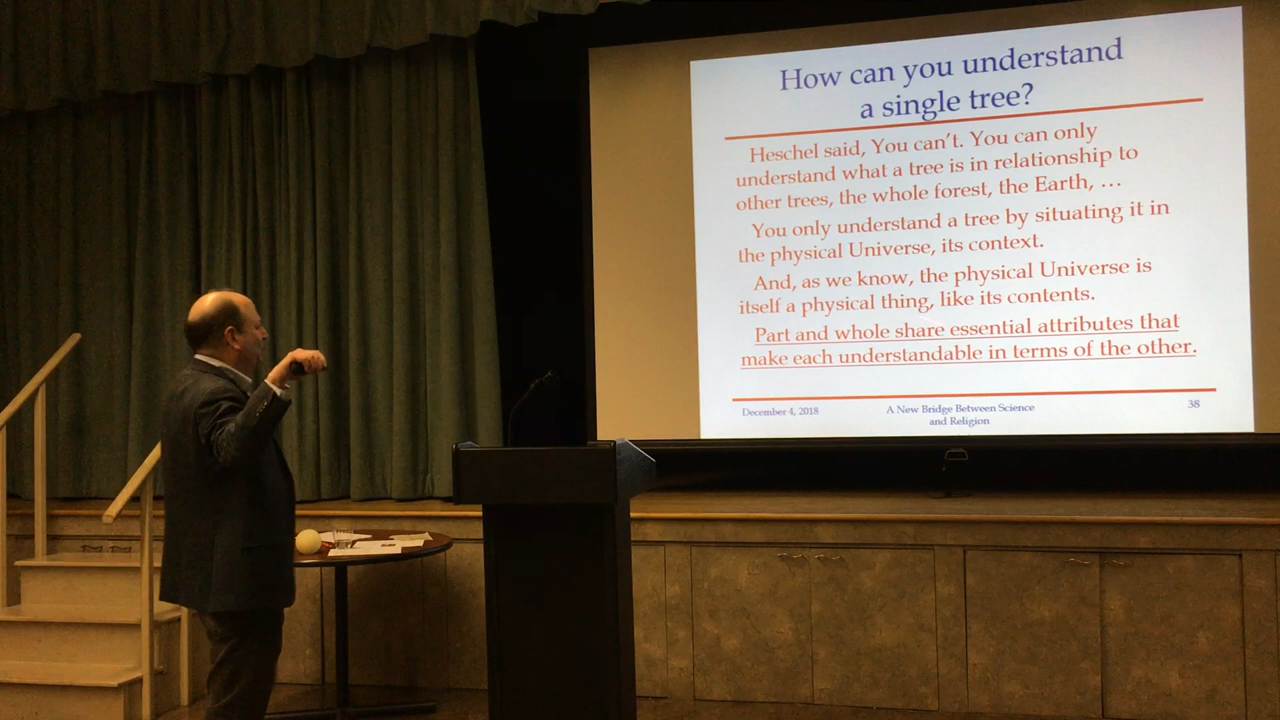 How can you understand
a single tree?
Heschel said, You can't. You can only
understand what a tree is in relationship to
other trees, the whole forest, the Earth, …
You only understand a tree by situating it in
the physical Universe, its context.
And, as we know, the physical Universe is
itself a physical thing, like its contents.
Part and whole share essential attributes that
make each understandable in terms of the other.
December 4, 2018
A New Bridge Between Science
and Religion
38